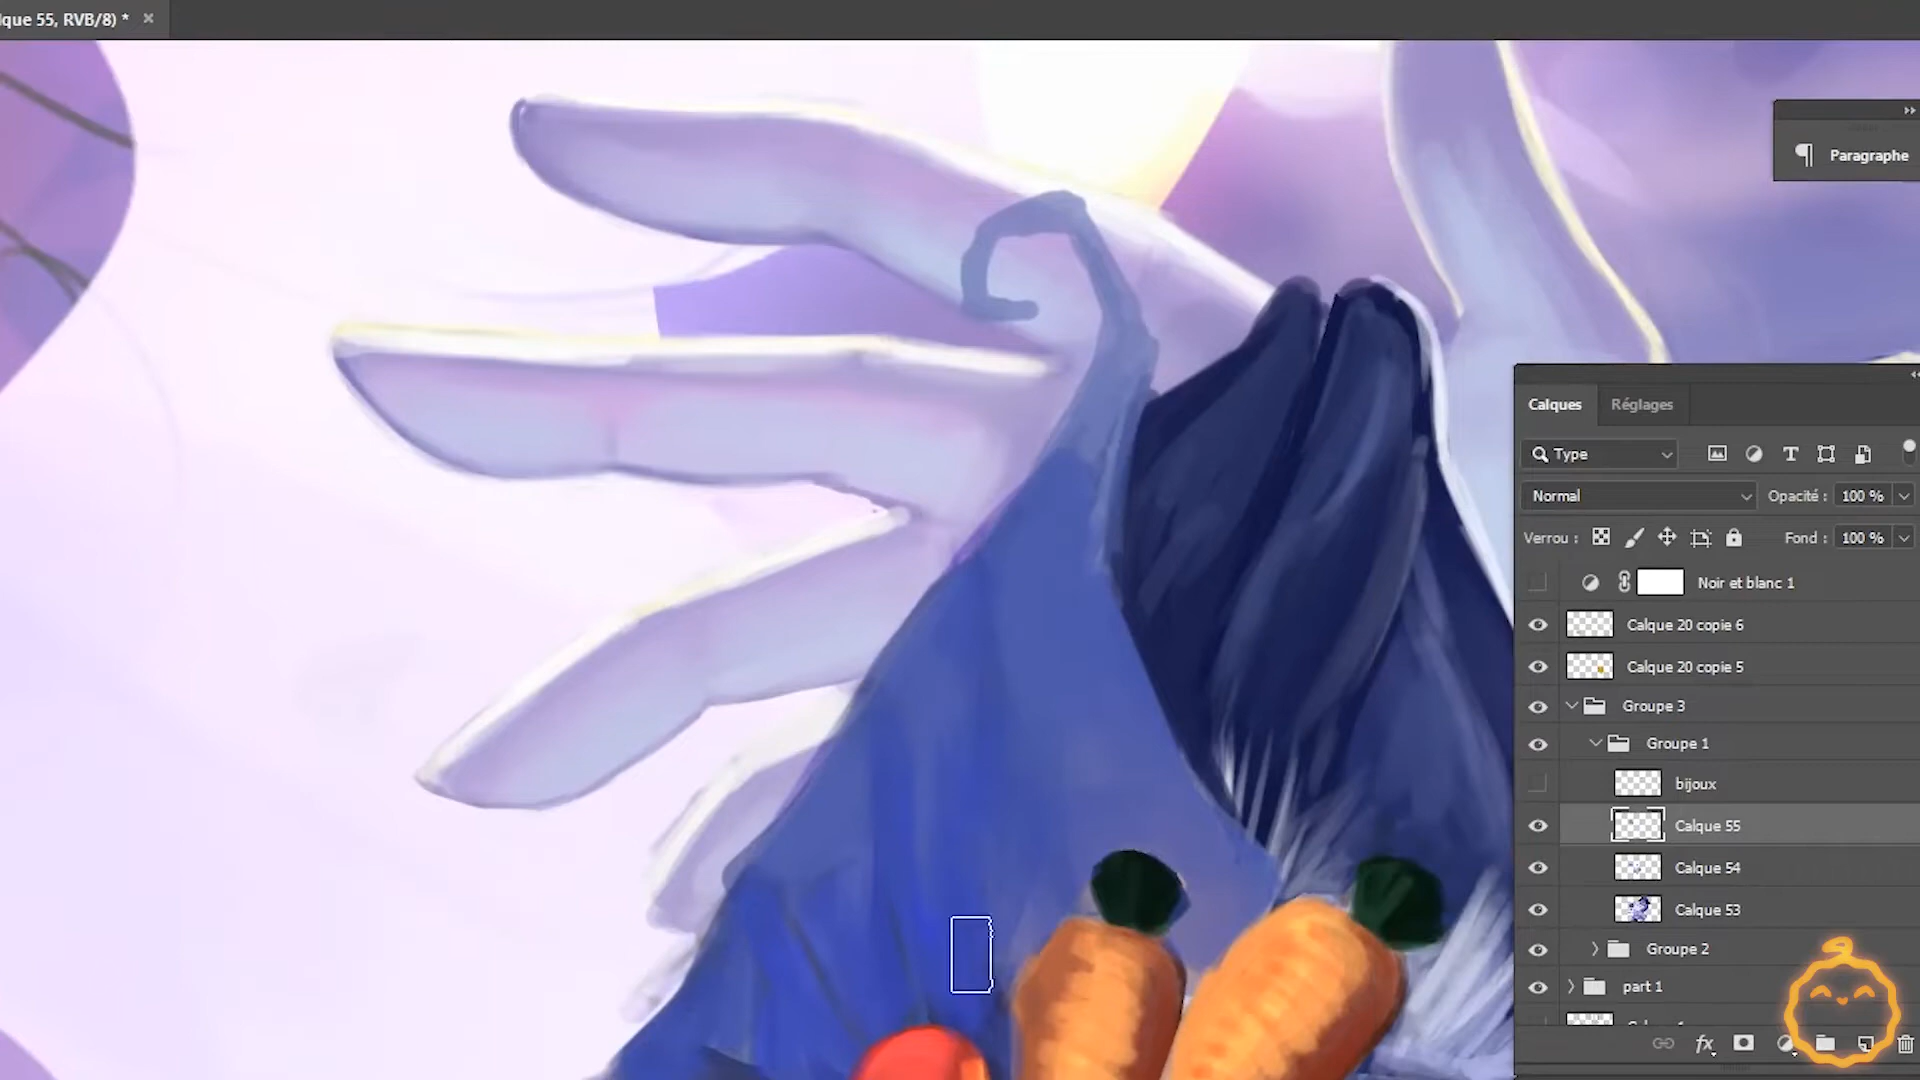 lque 55, RVB/8) *
Paragraphe
Calques Réglages
Type
Normal Opacité : 100 %
Verrou : Fond : 100 %
Noir et blanc 1
Calque 20 copie 6
Calque 20 copie 5
Groupe 3
Groupe 1
bijoux
Calque 55
Calque 54
Calque 53
Groupe 2
part 1
fx